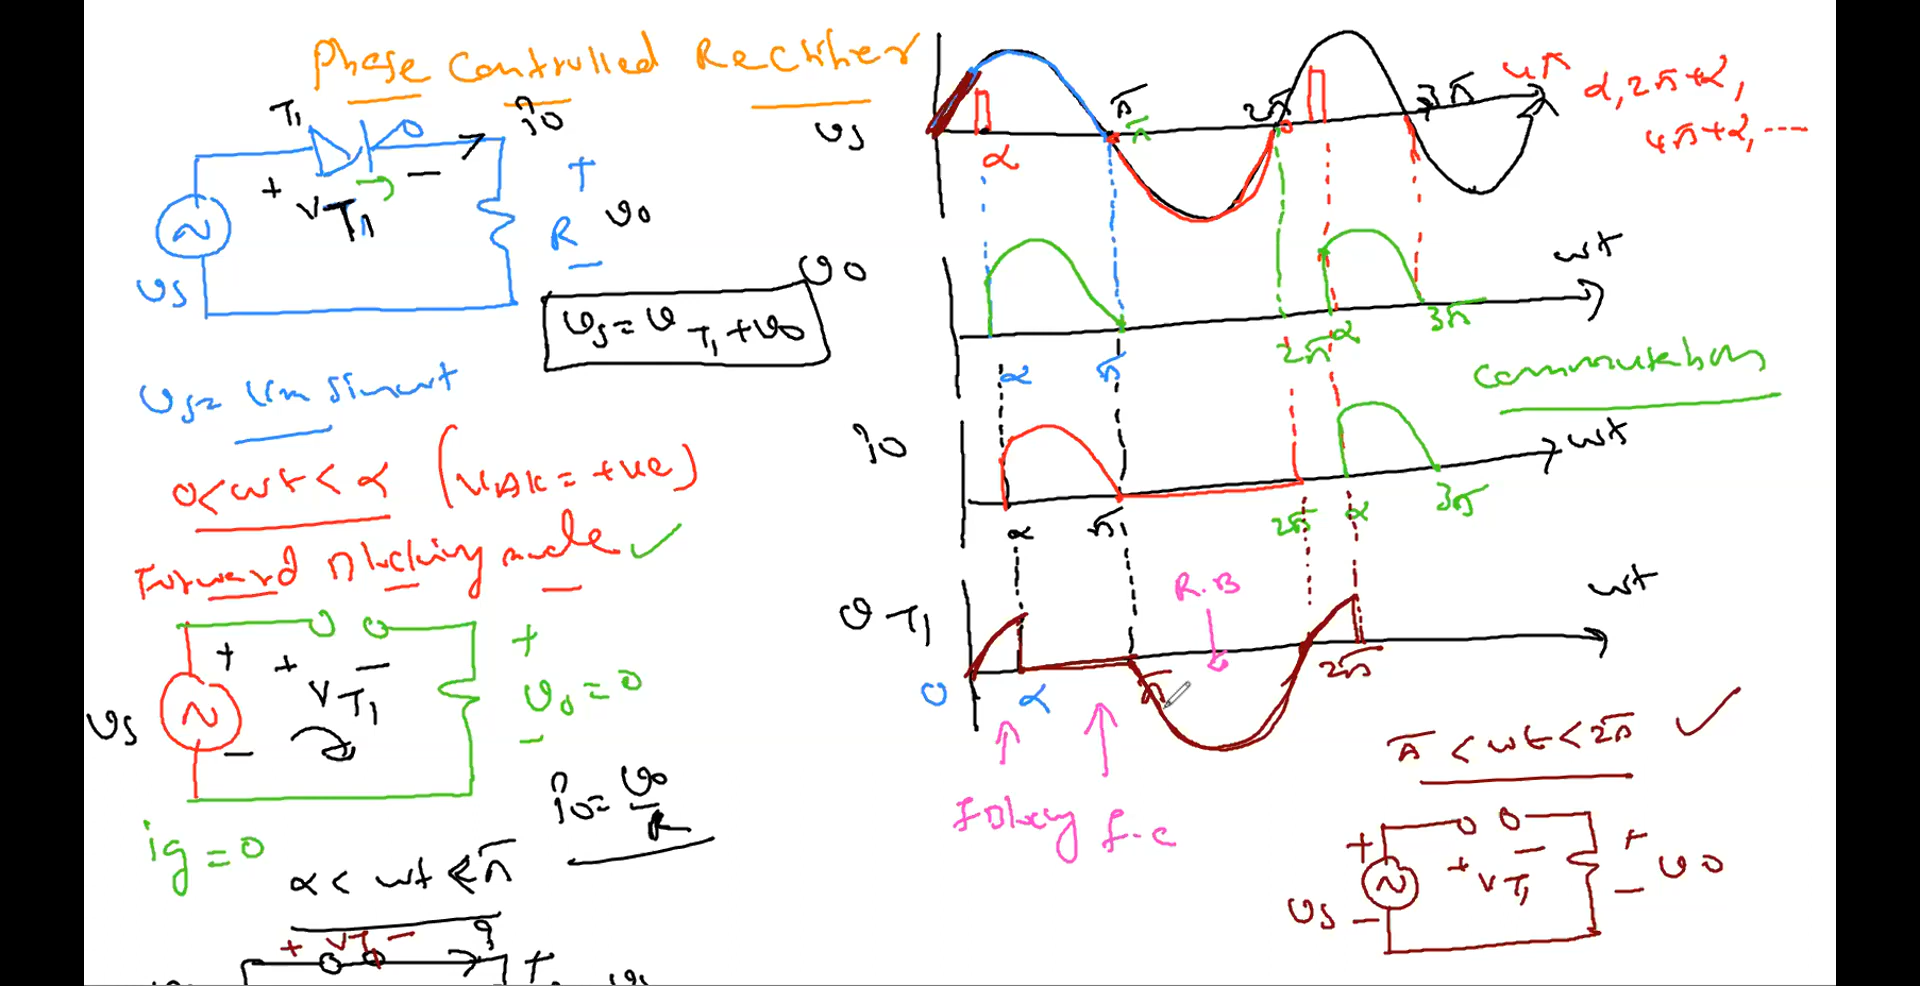 Phase Controlled Rectifier
T1
io
+ VT1 -
+
R vo
vs
vs = vT1 + vo
vs = Vm sinωt
0 < ωt < α (VAK = +ve)
Forward blocking mode ✓
+ + -
VT1
vs
-
+
vo = 0
-
ig = 0
io = vo/R
α < ωt < π
+ VT -
+
vs
α
π
π
2π
3π
α, 2π+α,
4π+α, ----
vo
ωt
α
π
2π
α
3π
Commutation
io
ωt
α
π
2π
α
3π
vT1
ωt
R.B
0
α
π
2π
f.c
π < ωt < 2π ✓
+
+ VT1 -
vs -
+
vo
-